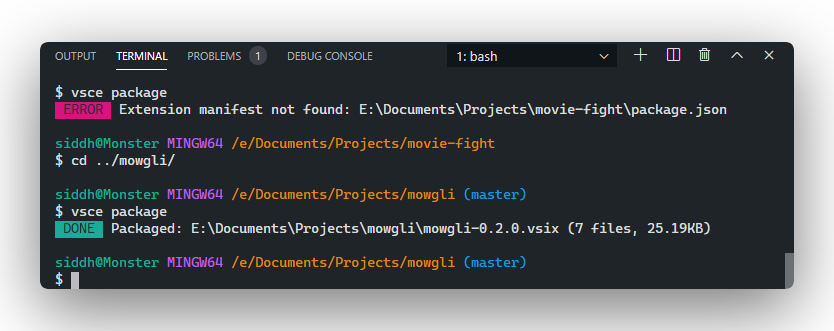 OUTPUT TERMINAL PROBLEMS 1 DEBUG CONSOLE 1: bash
$ vsce package
ERROR Extension manifest not found: E:\Documents\Projects\movie-fight\package.json
siddh@Monster MINGW64 /e/Documents/Projects/movie-fight
$ cd ../mowgli/
siddh@Monster MINGW64 /e/Documents/Projects/mowgli (master)
$ vsce package
DONE Packaged: E:\Documents\Projects\mowgli\mowgli-0.2.0.vsix (7 files, 25.19KB)
siddh@Monster MINGW64 /e/Documents/Projects/mowgli (master)
$